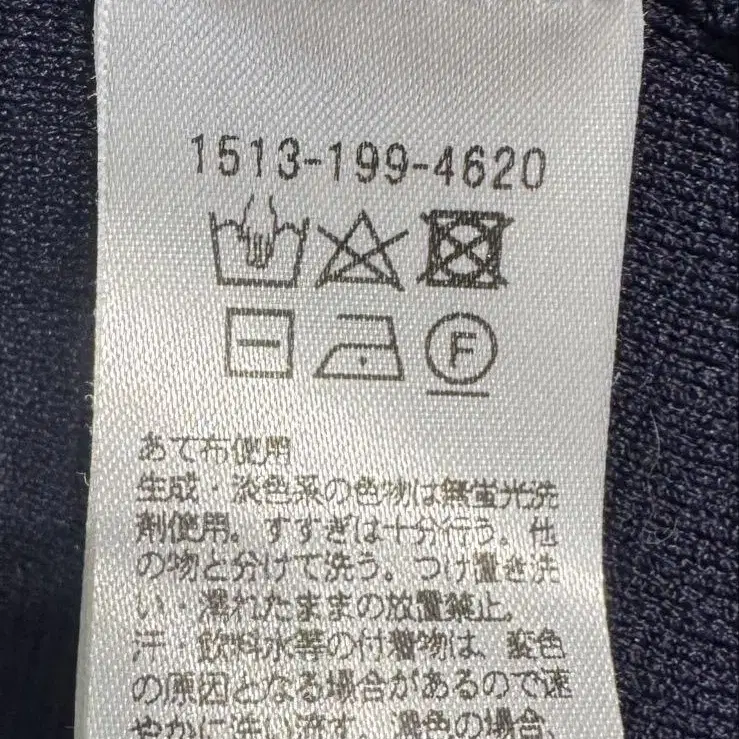 1513-199-4620
F
あて布使用
生成・淡色系の色物は無蛍光洗
剤使用。すすぎは十分行う。他
の物と分けて洗う。つけ置き洗
い・濡れたままの放置禁止。
汗・飲料水等の付着物は、変色
の原因となる場合があるので速
やかに洗い流す。濃色の場合、